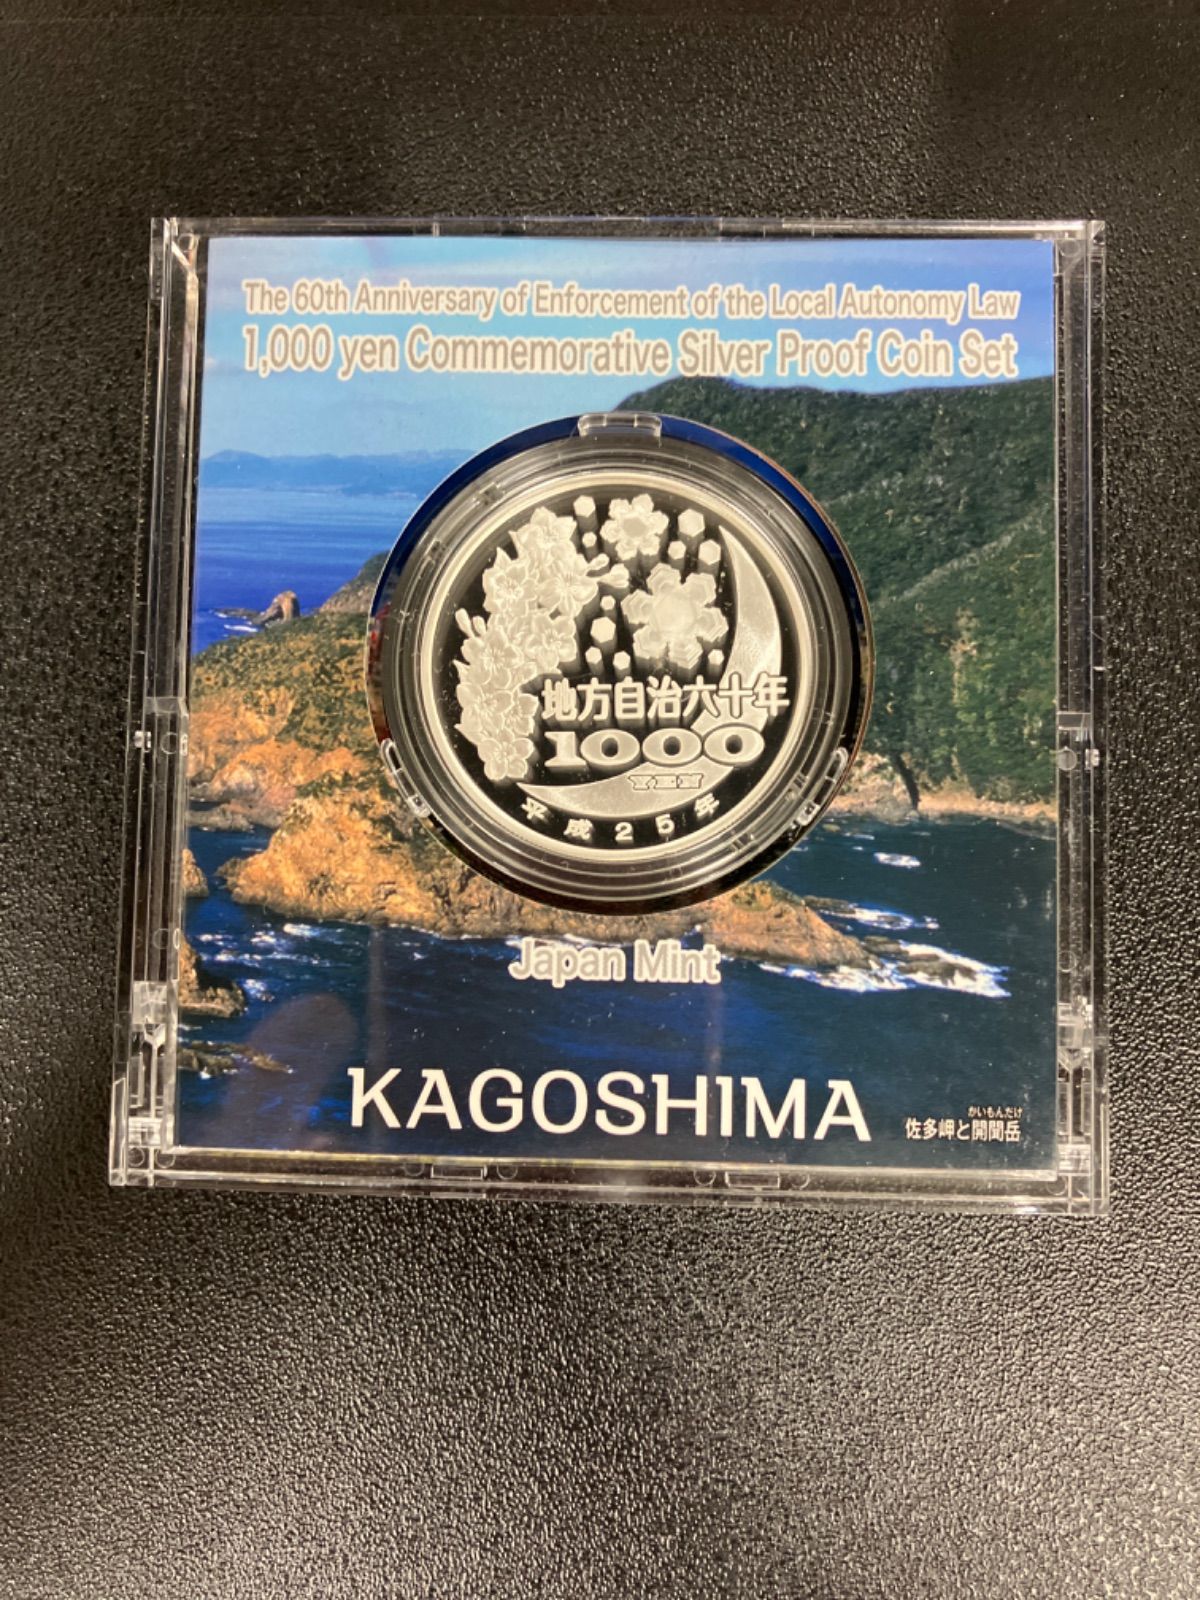 The 60th Anniversary of Enforcement of the Local Autonomy Law
1,000 yen Commemorative Silver Proof Coin Set
地方自治六十年
1000
YEN
平成25年
Japan Mint
KAGOSHIMA
かいもんだけ
佐多岬と開聞岳